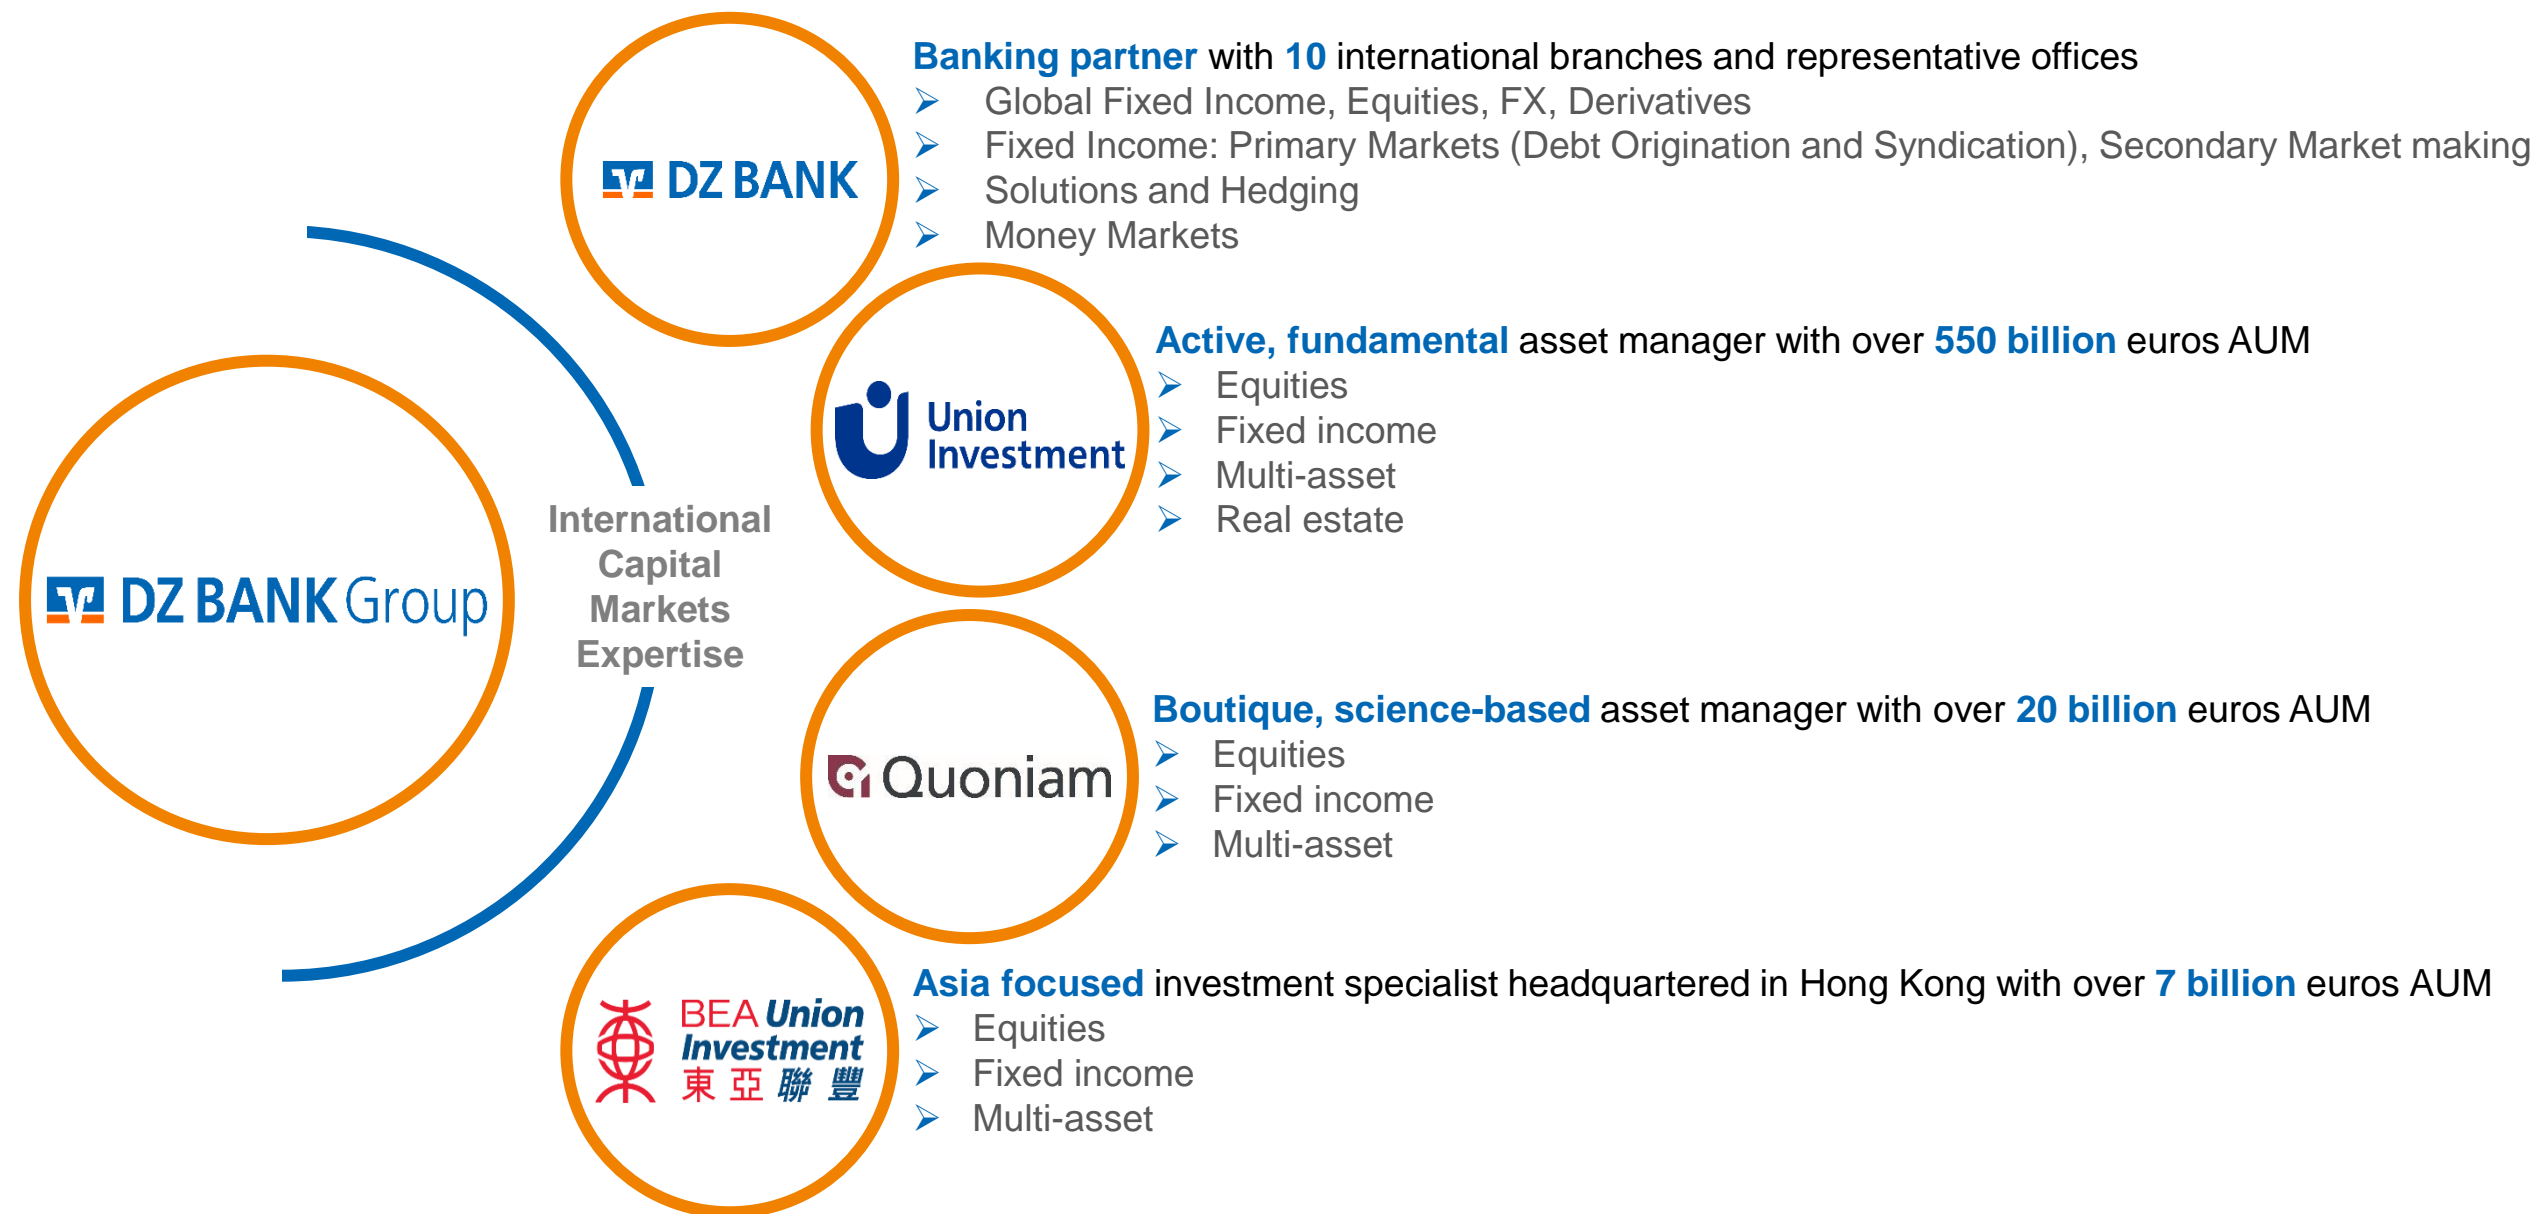 DZ BANK Group
International
Capital
Markets
Expertise
DZ BANK
Banking partner with 10 international branches and representative offices
Global Fixed Income, Equities, FX, Derivatives
Fixed Income: Primary Markets (Debt Origination and Syndication), Secondary Market making
Solutions and Hedging
Money Markets
Union
Investment
Active, fundamental asset manager with over 550 billion euros AUM
Equities
Fixed income
Multi-asset
Real estate
Quoniam
Boutique, science-based asset manager with over 20 billion euros AUM
Equities
Fixed income
Multi-asset
BEA Union
Investment
東亞聯豐
Asia focused investment specialist headquartered in Hong Kong with over 7 billion euros AUM
Equities
Fixed income
Multi-asset